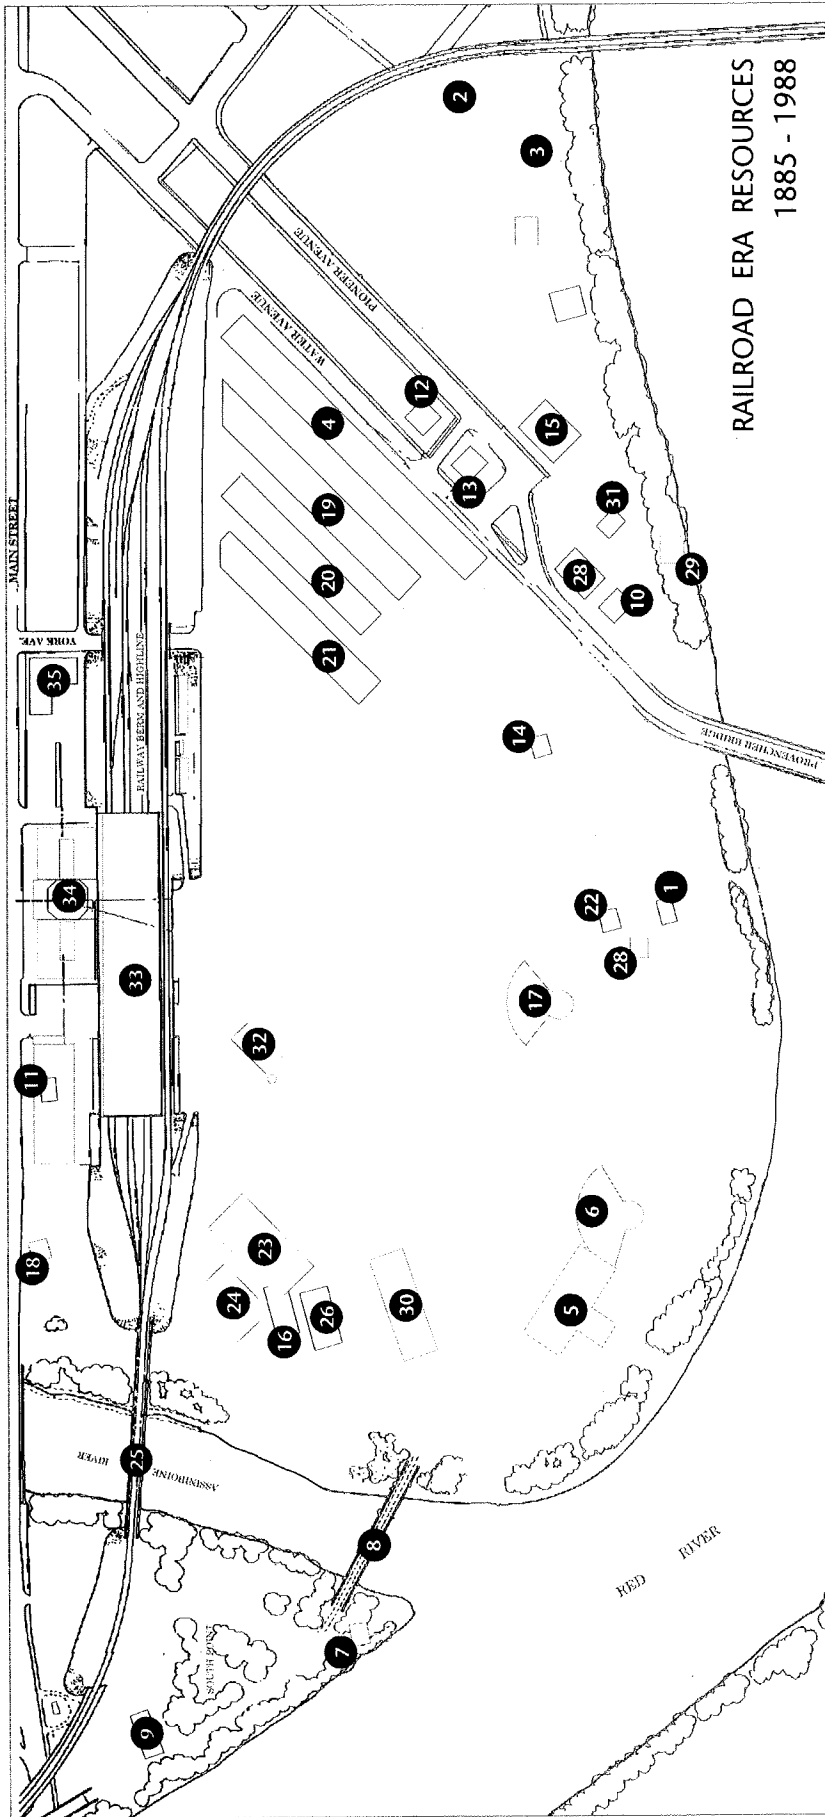 RAILROAD ERA RESOURCES
1885 - 1988
MAIN STREET
YORK AVE.
RAILWAY BERM AND HIGHLINE
WATER AVENUE
PIONEER AVENUE
PROVENCHER BRIDGE
ASSINIBOINE
RIVER
SOUTH POINT
RED RIVER
2
3
12
4
15
13
19
31
28
20
10
29
21
35
14
34
1
22
28
33
17
32
11
6
18
23
24
30
5
26
16
25
8
7
9